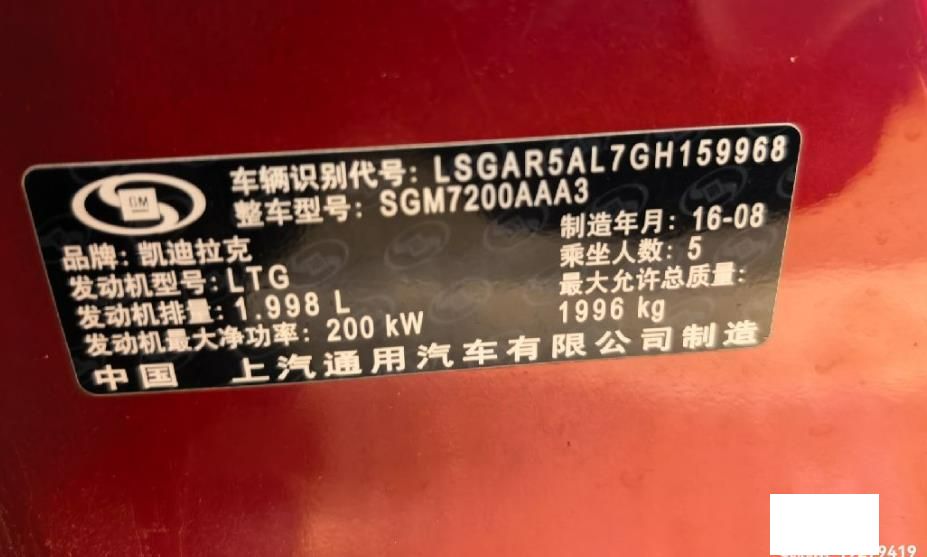 车辆识别代号: LSGAR5AL7GH159968
整车型号: SGM7200AAA3
GM
制造年月: 16-08
品牌: 凯迪拉克
乘坐人数: 5
发动机型号: LTG
最大允许总质量:
发动机排量: 1.998 L
1996 kg
发动机最大净功率: 200 kW
中国 上汽通用汽车有限公司制造